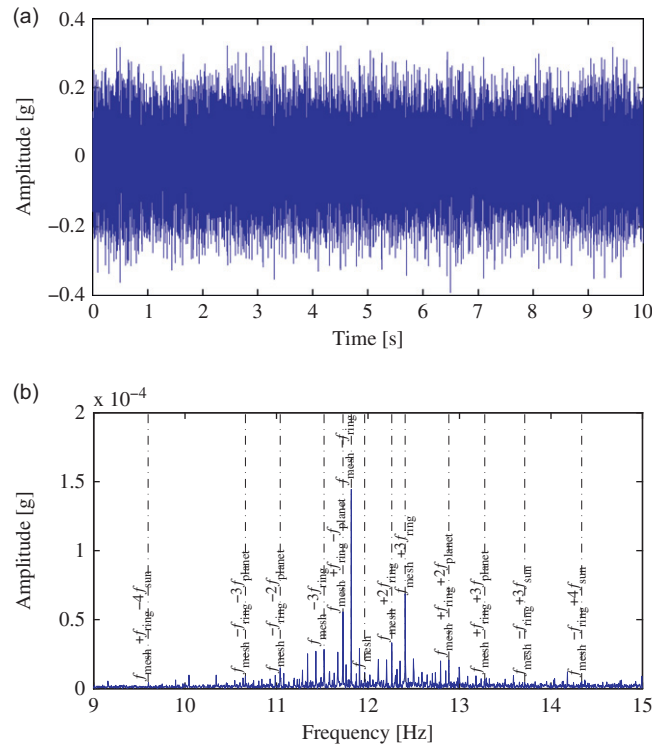 (a)
0.4
0.2
0
−0.2
−0.4
Amplitude [g]
0 1 2 3 4 5 6 7 8 9 10
Time [s]
(b)
x 10⁻⁴
2
1.5
1
0.5
0
Amplitude [g]
f_mesh +f_ring −4f_sun
f_mesh −f_ring −3f_planet
f_mesh −f_ring −2f_planet
f_mesh −3f_ring
f_mesh +f_ring −f_planet
f_mesh −f_ring
f_mesh
f_mesh +2f_ring
f_mesh +3f_ring
f_mesh +f_ring +2f_planet
f_mesh +f_ring +3f_planet
f_mesh −f_ring +3f_sun
f_mesh −f_ring +4f_sun
9 10 11 12 13 14 15
Frequency [Hz]